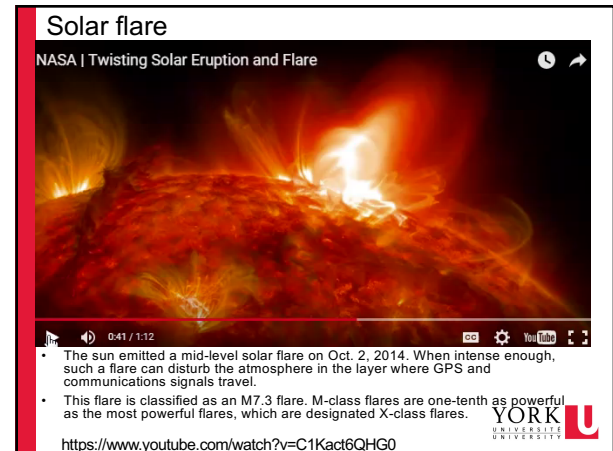 Solar flare
NASA | Twisting Solar Eruption and Flare
0:41 / 1:12
CC
YouTube
• The sun emitted a mid-level solar flare on Oct. 2, 2014. When intense enough,
such a flare can disturb the atmosphere in the layer where GPS and
communications signals travel.
• This flare is classified as an M7.3 flare. M-class flares are one-tenth as powerful
as the most powerful flares, which are designated X-class flares.
YORK U
UNIVERSITÉ
UNIVERSITY
https://www.youtube.com/watch?v=C1Kact6QHG0